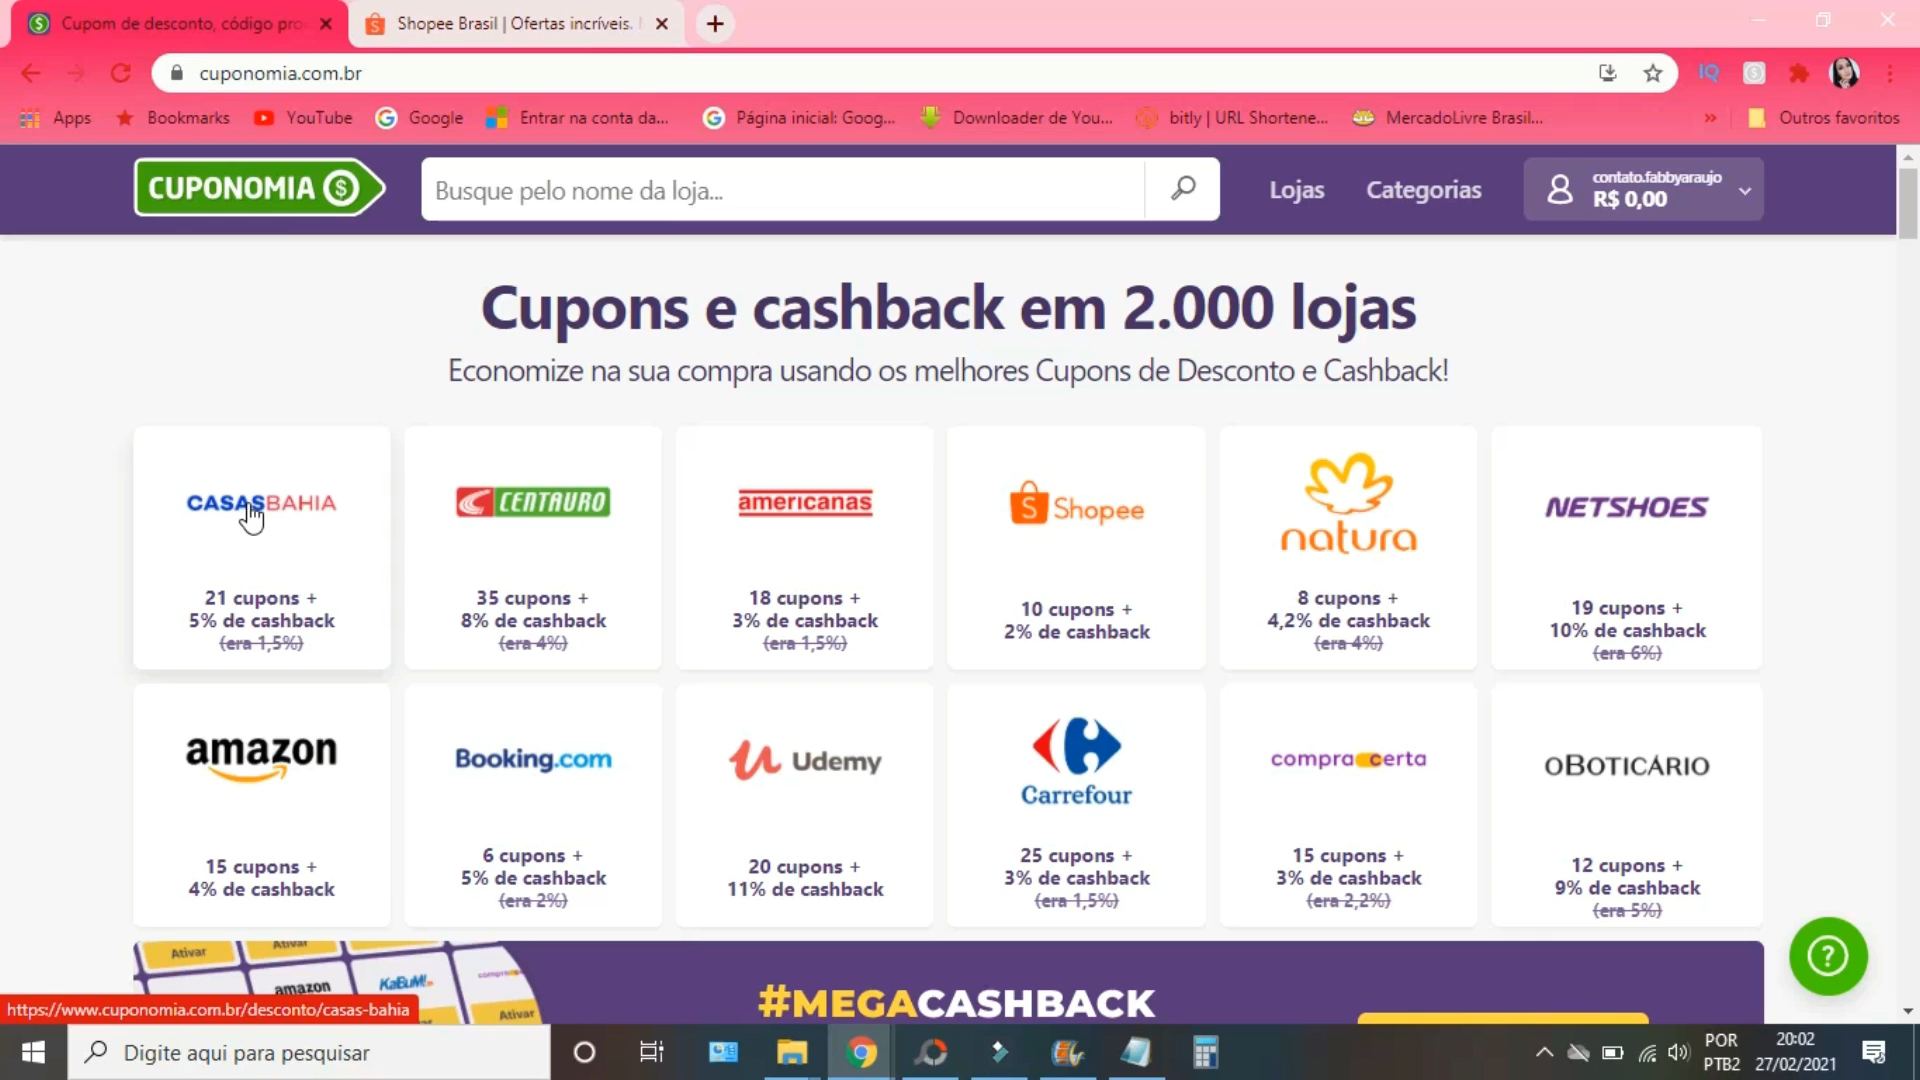 Cupom de desconto, código pro
Shopee Brasil | Ofertas incríveis.
cuponomia.com.br
IQ
Apps
Bookmarks
YouTube
Google
Entrar na conta da...
Página inicial: Goog...
Downloader de You...
bitly | URL Shortene...
MercadoLivre Brasil...
»
Outros favoritos
CUPONOMIA $
Busque pelo nome da loja...
Lojas
Categorias
contato.fabbyaraujo
R$ 0,00
Cupons e cashback em 2.000 lojas
Economize na sua compra usando os melhores Cupons de Desconto e Cashback!
CASASBAHIA
21 cupons +
5% de cashback
(era 1,5%)
CENTAURO
35 cupons +
8% de cashback
(era 4%)
americanas
18 cupons +
3% de cashback
(era 1,5%)
Shopee
10 cupons +
2% de cashback
natura
8 cupons +
4,2% de cashback
(era 4%)
NETSHOES
19 cupons +
10% de cashback
(era 6%)
amazon
15 cupons +
4% de cashback
Booking.com
6 cupons +
5% de cashback
(era 2%)
Udemy
20 cupons +
11% de cashback
Carrefour
25 cupons +
3% de cashback
(era 1,5%)
compra certa
15 cupons +
3% de cashback
(era 2,2%)
oBOTICÁRIO
12 cupons +
9% de cashback
(era 5%)
Ativar
Ativar
amazon
KaBuM!
Ativar
#MEGACASHBACK
?
https://www.cuponomia.com.br/desconto/casas-bahia
Digite aqui para pesquisar
POR
PTB2
20:02
27/02/2021